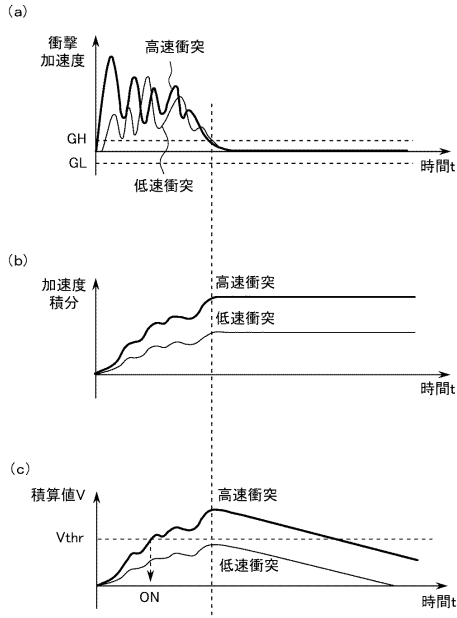 (a)
衝撃
加速度
高速衝突
GH
GL
低速衝突
時間t
(b)
加速度
積分
高速衝突
低速衝突
時間t
(c)
積算値V
高速衝突
Vthr
低速衝突
ON
時間t